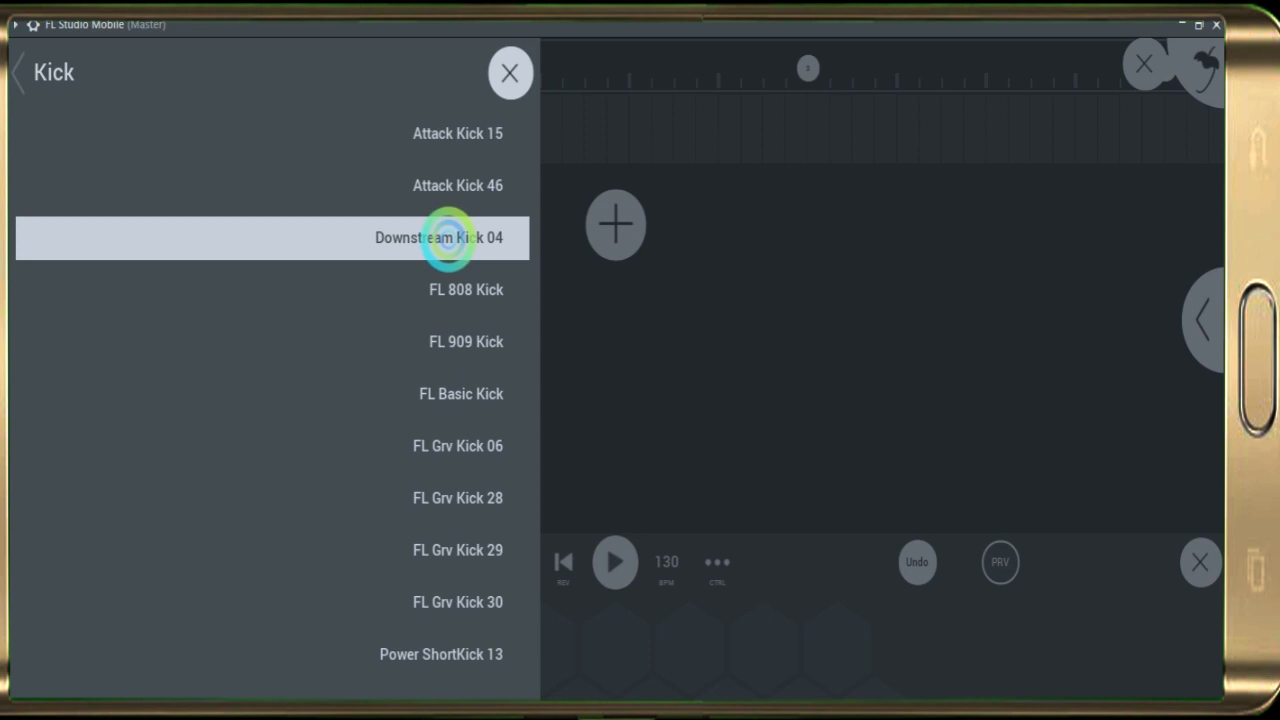 FL Studio Mobile (Master)
Kick
Attack Kick 15
Attack Kick 46
Downstream Kick 04
FL 808 Kick
FL 909 Kick
FL Basic Kick
FL Grv Kick 06
FL Grv Kick 28
FL Grv Kick 29
FL Grv Kick 30
Power ShortKick 13
3
REV
130
BPM
CTRL
Undo
PRV